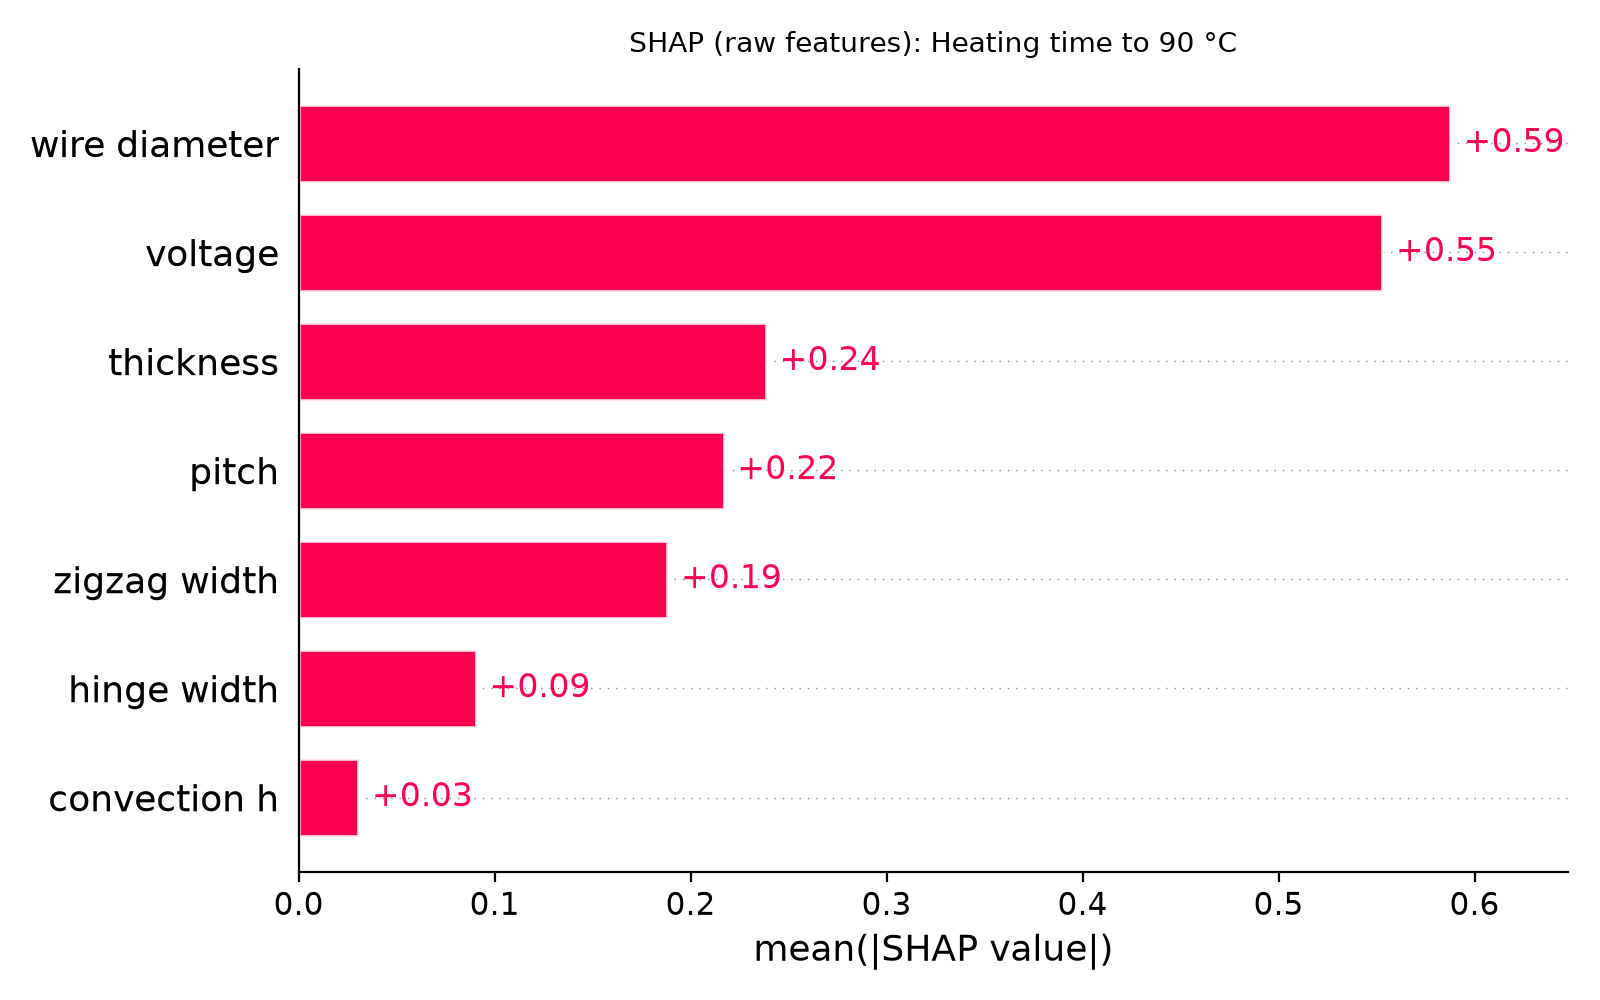 SHAP (raw features): Heating time to 90 °C
wire diameter +0.59
voltage +0.55
thickness +0.24
pitch +0.22
zigzag width +0.19
hinge width +0.09
convection h +0.03
0.0 0.1 0.2 0.3 0.4 0.5 0.6
mean(|SHAP value|)